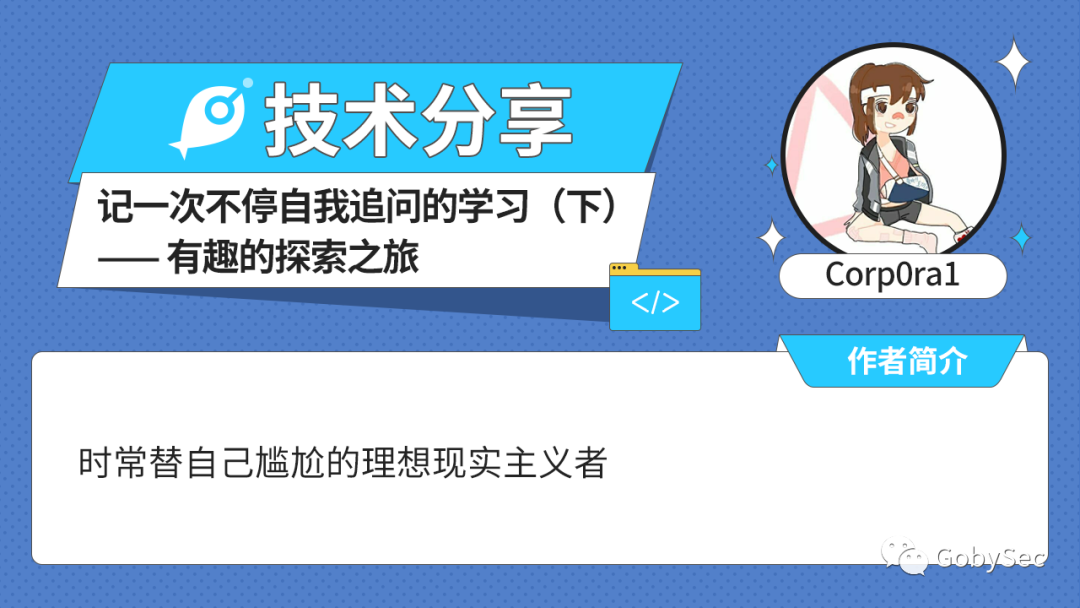 技术分享
记一次不停自我追问的学习（下）
—— 有趣的探索之旅
</>
Corp0ra1
作者简介
时常替自己尴尬的理想现实主义者
GobySec